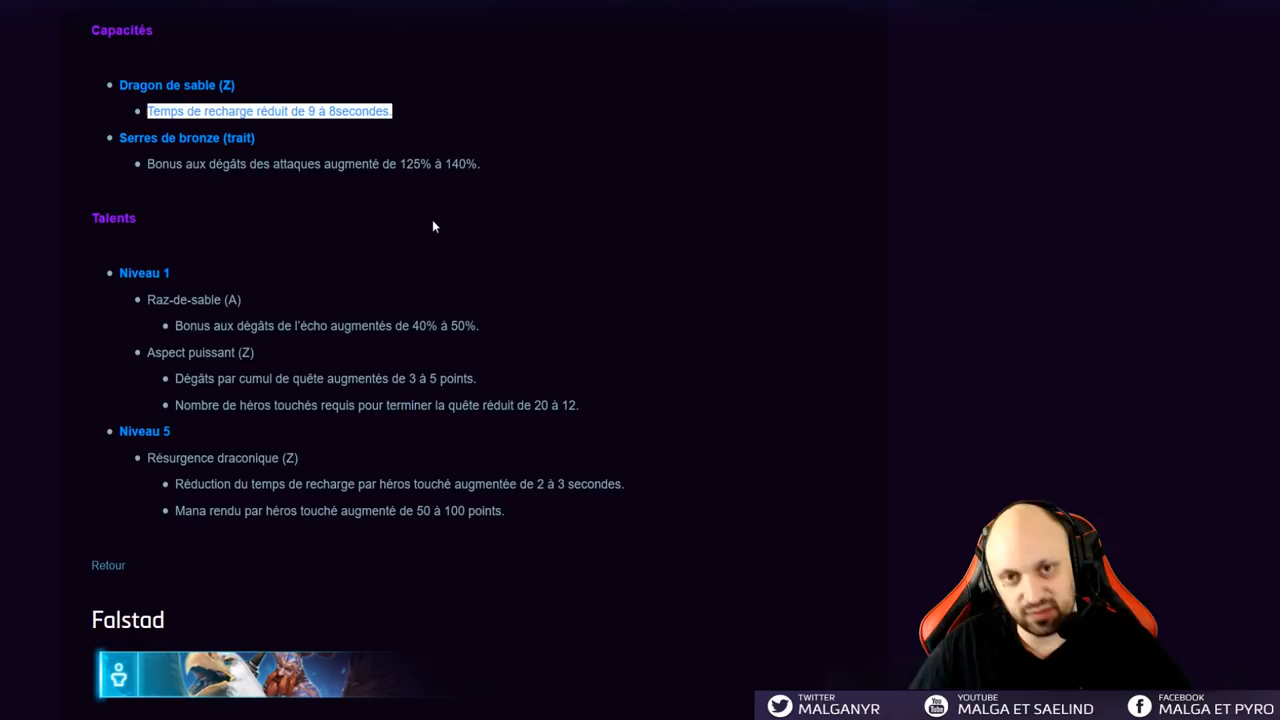 Capacités
Dragon de sable (Z)
Temps de recharge réduit de 9 à 8secondes.
Serres de bronze (trait)
Bonus aux dégâts des attaques augmenté de 125% à 140%.
Talents
Niveau 1
Raz-de-sable (A)
Bonus aux dégâts de l'écho augmentés de 40% à 50%.
Aspect puissant (Z)
Dégâts par cumul de quête augmentés de 3 à 5 points.
Nombre de héros touchés requis pour terminer la quête réduit de 20 à 12.
Niveau 5
Résurgence draconique (Z)
Réduction du temps de recharge par héros touché augmentée de 2 à 3 secondes.
Mana rendu par héros touché augmenté de 50 à 100 points.
Retour
Falstad
TWITTER
MALGANYR
YOUTUBE
MALGA ET SAELIND
FACEBOOK
MALGA ET PYRO